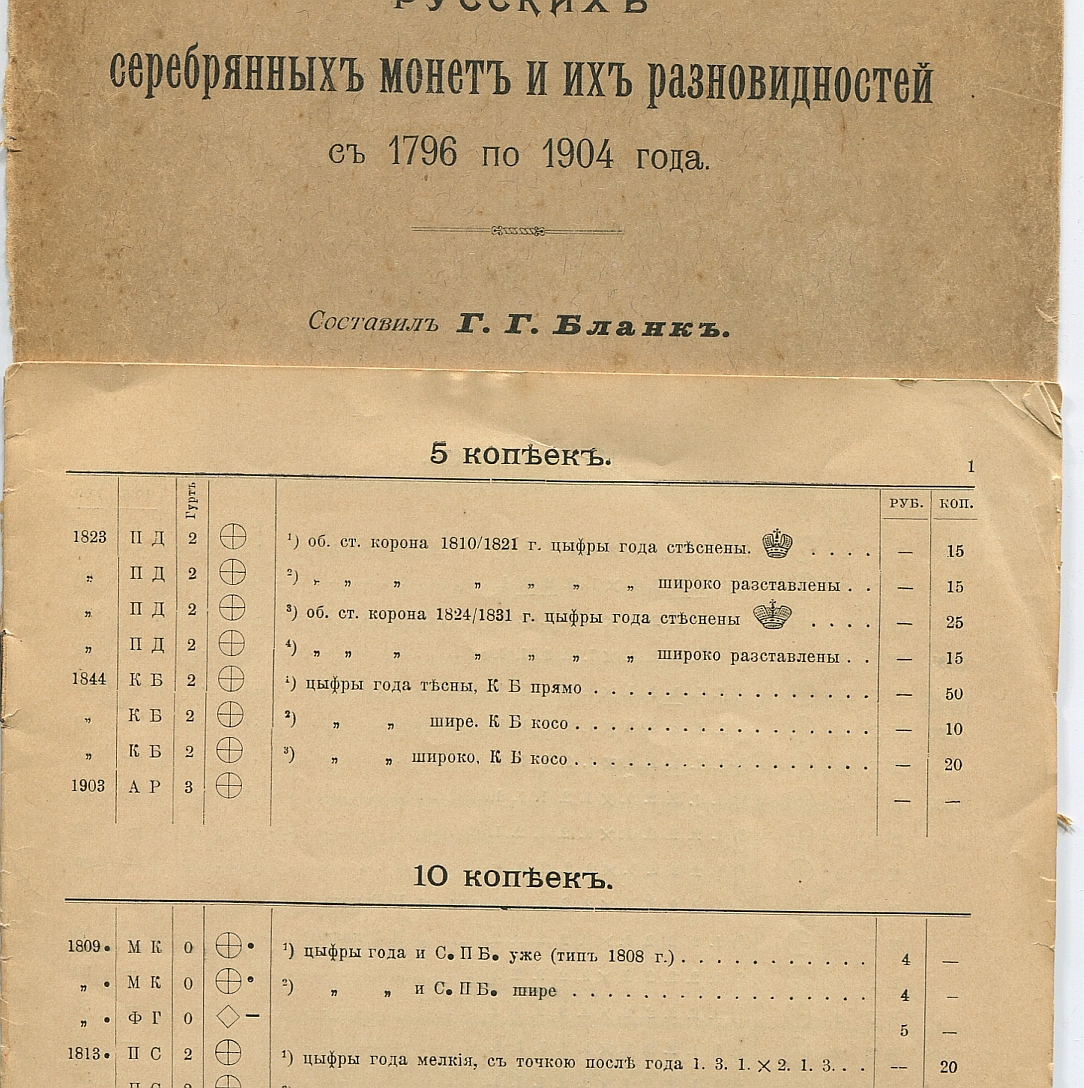 РУССКИХЪ
серебрянныхъ монетъ и ихъ разновидностей
съ 1796 по 1904 года.
Составилъ Г. Г. Бланкъ.
5 копѣекъ.
1
Гуртъ РУБ. КОП.
1823 П Д 2 ¹) об. ст. корона 1810/1821 г. цыфры года стѣснены. . . . . — 15
„ П Д 2 ²) „ „ „ „ „ „ „ широко разставлены . . — 15
„ П Д 2 ³) об. ст. корона 1824/1831 г. цыфры года стѣснены . . . . — 25
„ П Д 2 ⁴) „ „ „ „ „ „ „ широко разставлены . . — 15
1844 К Б 2 ¹) цыфры года тѣсны, К Б прямо . . . . . . . . . . . . . . . — 50
„ К Б 2 ²) „ „ шире. К Б косо . . . . . . . . . . . . . . . . — 10
„ К Б 2 ³) „ „ широко, К Б косо . . . . . . . . . . . . . . . . — 20
1903 А Р 3 — —
10 копѣекъ.
1809• М К 0 • ¹) цыфры года и С•ПБ• уже (типъ 1808 г.) . . . . . . . . . . 4 —
„ • М К 0 • ²) „ „ и С•ПБ• шире . . . . . . . . . . . . . . . . 4 —
„ • Ф Г 0 ◇ — 5 —
1813• П С 2 ¹) цыфры года мелкія, съ точкою послѣ года 1. 3. 1. × 2. 1. 3. . . — 20